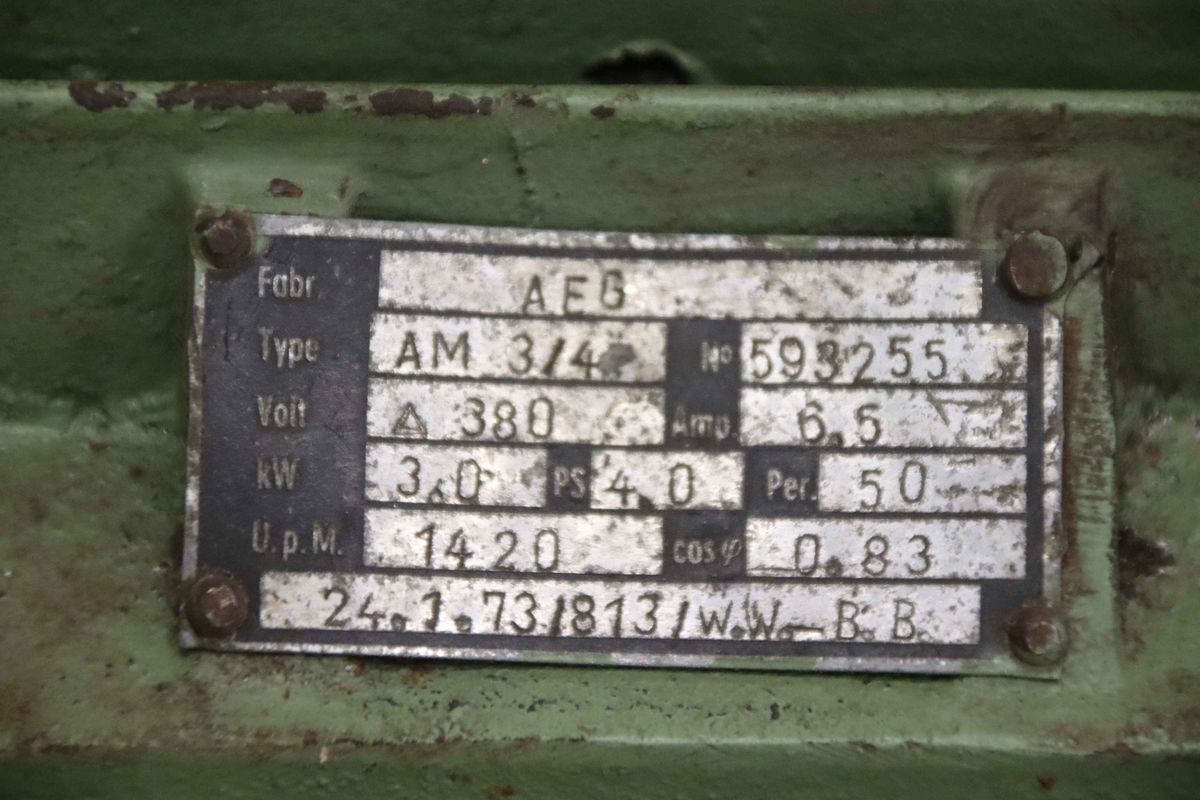 Fabr. AEG
Type AM 3/4 Nº 593255
Volt △ 380 Amp. 6.5
kW 3.0 PS 4.0 Per. 50
U.p.M. 1420 cos φ 0.83
24.1.73/813/W.W.-B.B.